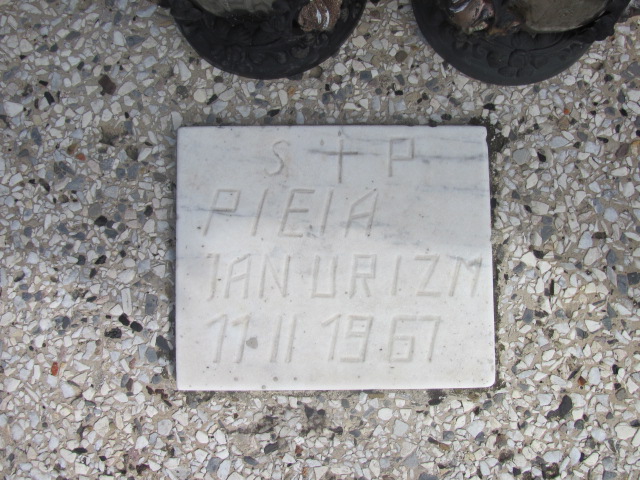 S + P
PIEIA
IANURIZM
11 II 1967